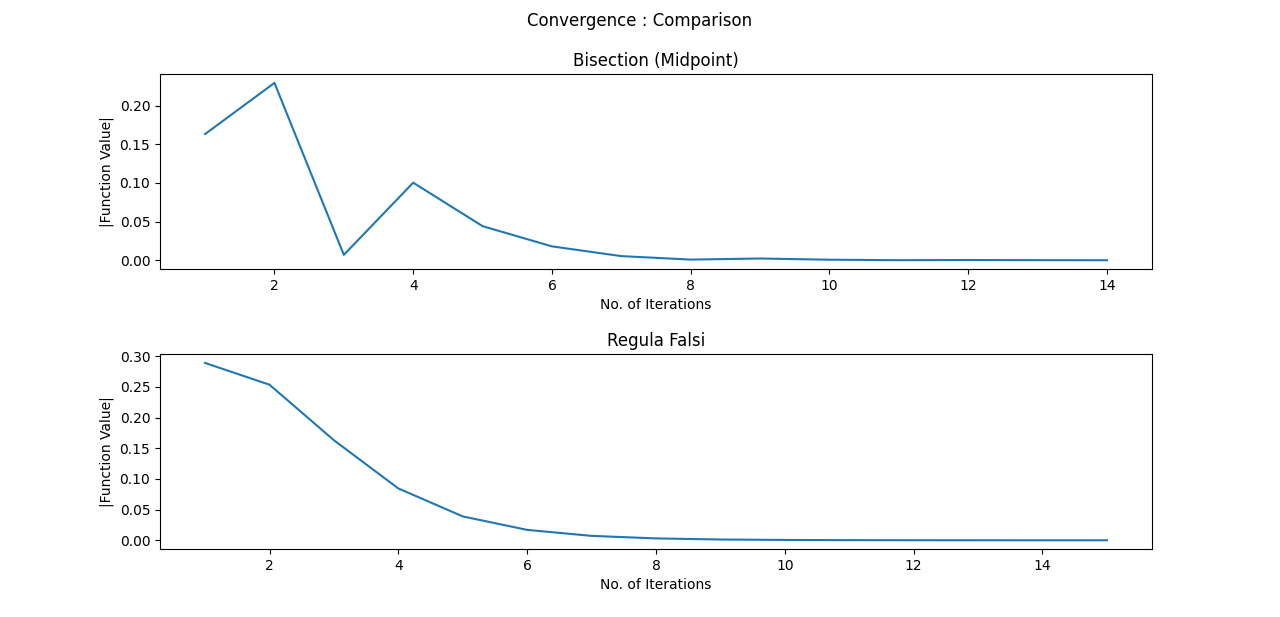 Convergence : Comparison
Bisection (Midpoint)
|Function Value|
0.20
0.15
0.10
0.05
0.00
2 4 6 8 10 12 14
No. of Iterations
Regula Falsi
|Function Value|
0.30
0.25
0.20
0.15
0.10
0.05
0.00
2 4 6 8 10 12 14
No. of Iterations